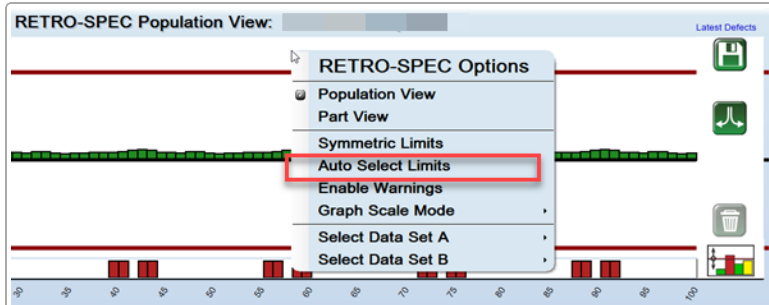 RETRO-SPEC Population View:
Latest Defects
RETRO-SPEC Options
Population View
Part View
Symmetric Limits
Auto Select Limits
Enable Warnings
Graph Scale Mode
Select Data Set A
Select Data Set B
30 35 40 45 50 55 60 65 70 75 80 85 90 95 100